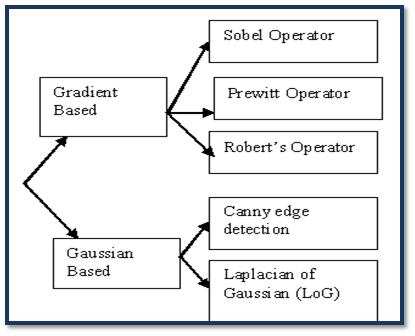 Sobel Operator
Gradient
Based
Prewitt Operator
Robert's Operator
Canny edge
detection
Gaussian
Based
Laplacian of
Gaussian (LoG)